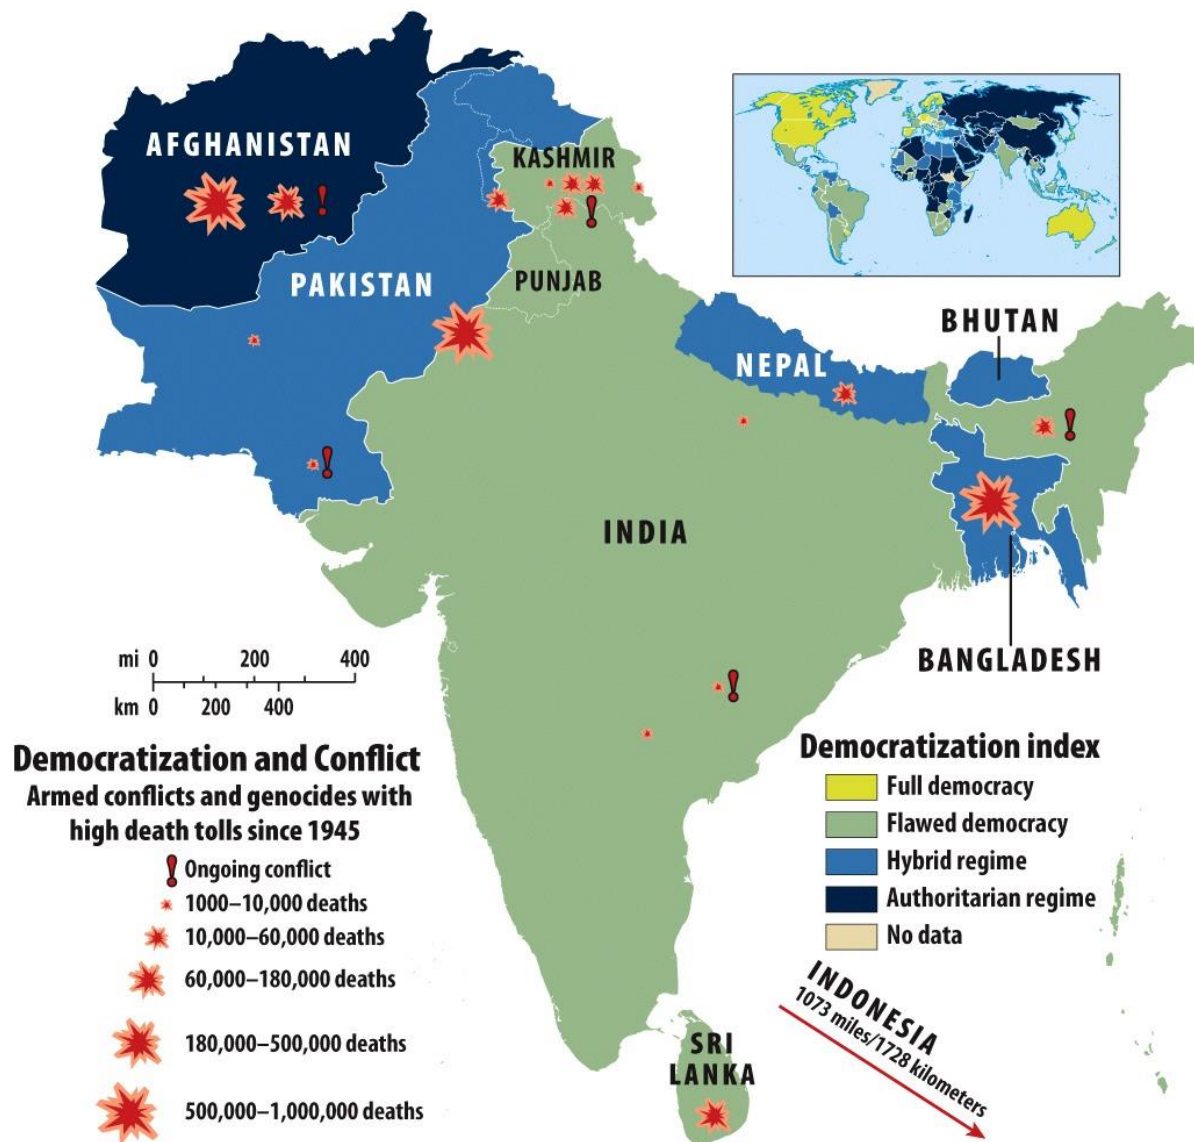 AFGHANISTAN
KASHMIR
PUNJAB
PAKISTAN
BHUTAN
NEPAL
INDIA
BANGLADESH
mi 0 200 400
km 0 200 400
Democratization and Conflict
Armed conflicts and genocides with
high death tolls since 1945
! Ongoing conflict
1000–10,000 deaths
10,000–60,000 deaths
60,000–180,000 deaths
180,000–500,000 deaths
500,000–1,000,000 deaths
Democratization index
Full democracy
Flawed democracy
Hybrid regime
Authoritarian regime
No data
INDONESIA
1073 miles/1728 kilometers
SRI
LANKA